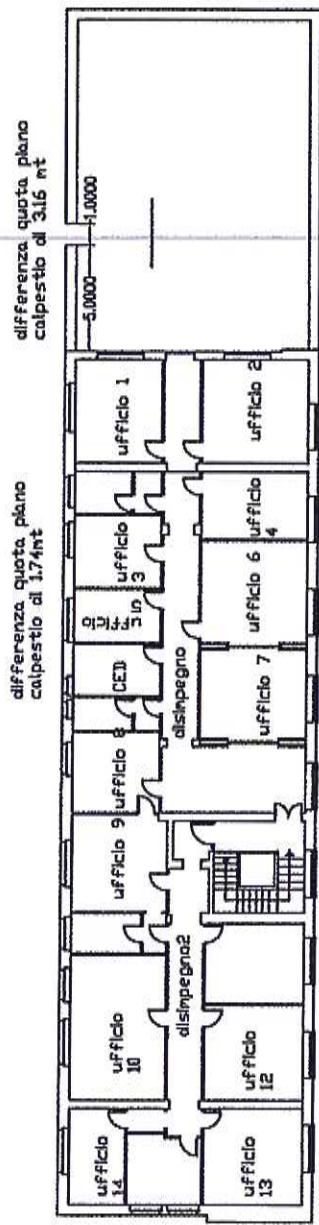 differenza quota piano
calpestio di 1.74mt
differenza quota piano
calpestio di 3.16 mt
5.0000
1.0000
ufficio 1
ufficio 2
ufficio
3
ufficio
4
ufficio
5
ufficio 6
CED
disimpegno
ufficio 7
ufficio 8
ufficio 9
disimpegno2
ufficio
10
ufficio
12
ufficio
14
ufficio
13